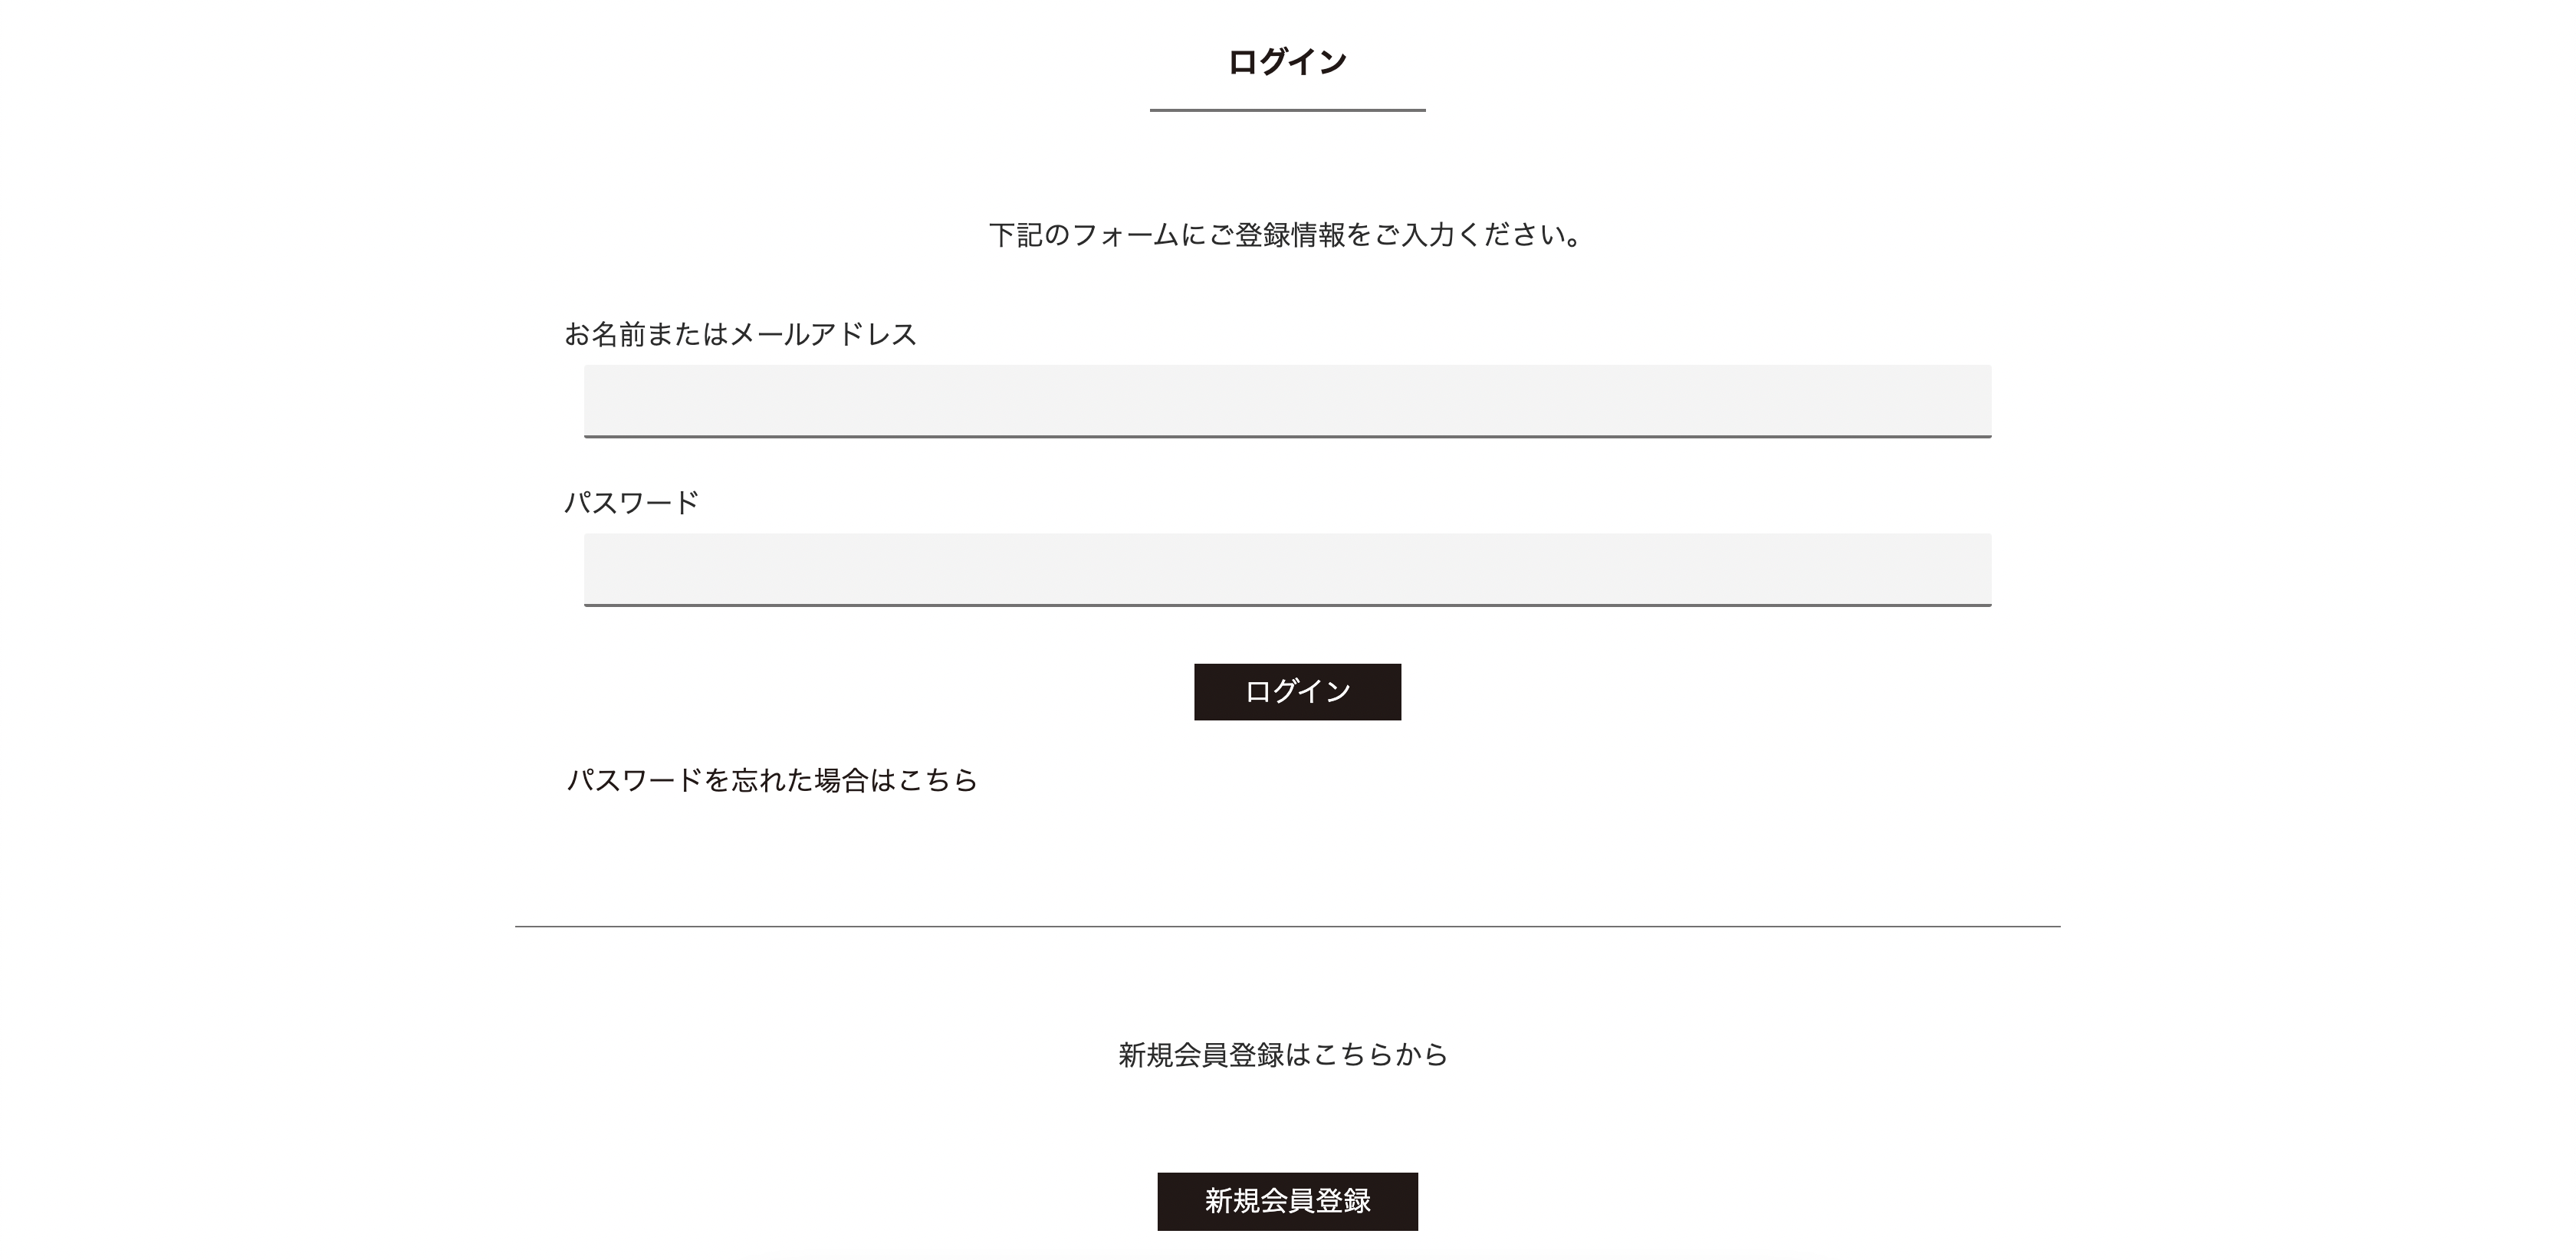 ログイン
下記のフォームにご登録情報をご入力ください。
お名前またはメールアドレス
パスワード
ログイン
パスワードを忘れた場合はこちら
新規会員登録はこちらから
新規会員登録